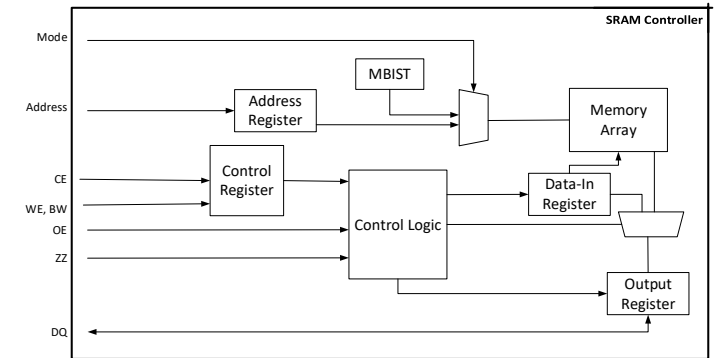 SRAM Controller
Mode
MBIST
Address
Address
Register
Memory
Array
CE
Control
Register
WE, BW
OE
ZZ
Control Logic
Data-In
Register
Output
Register
DQ